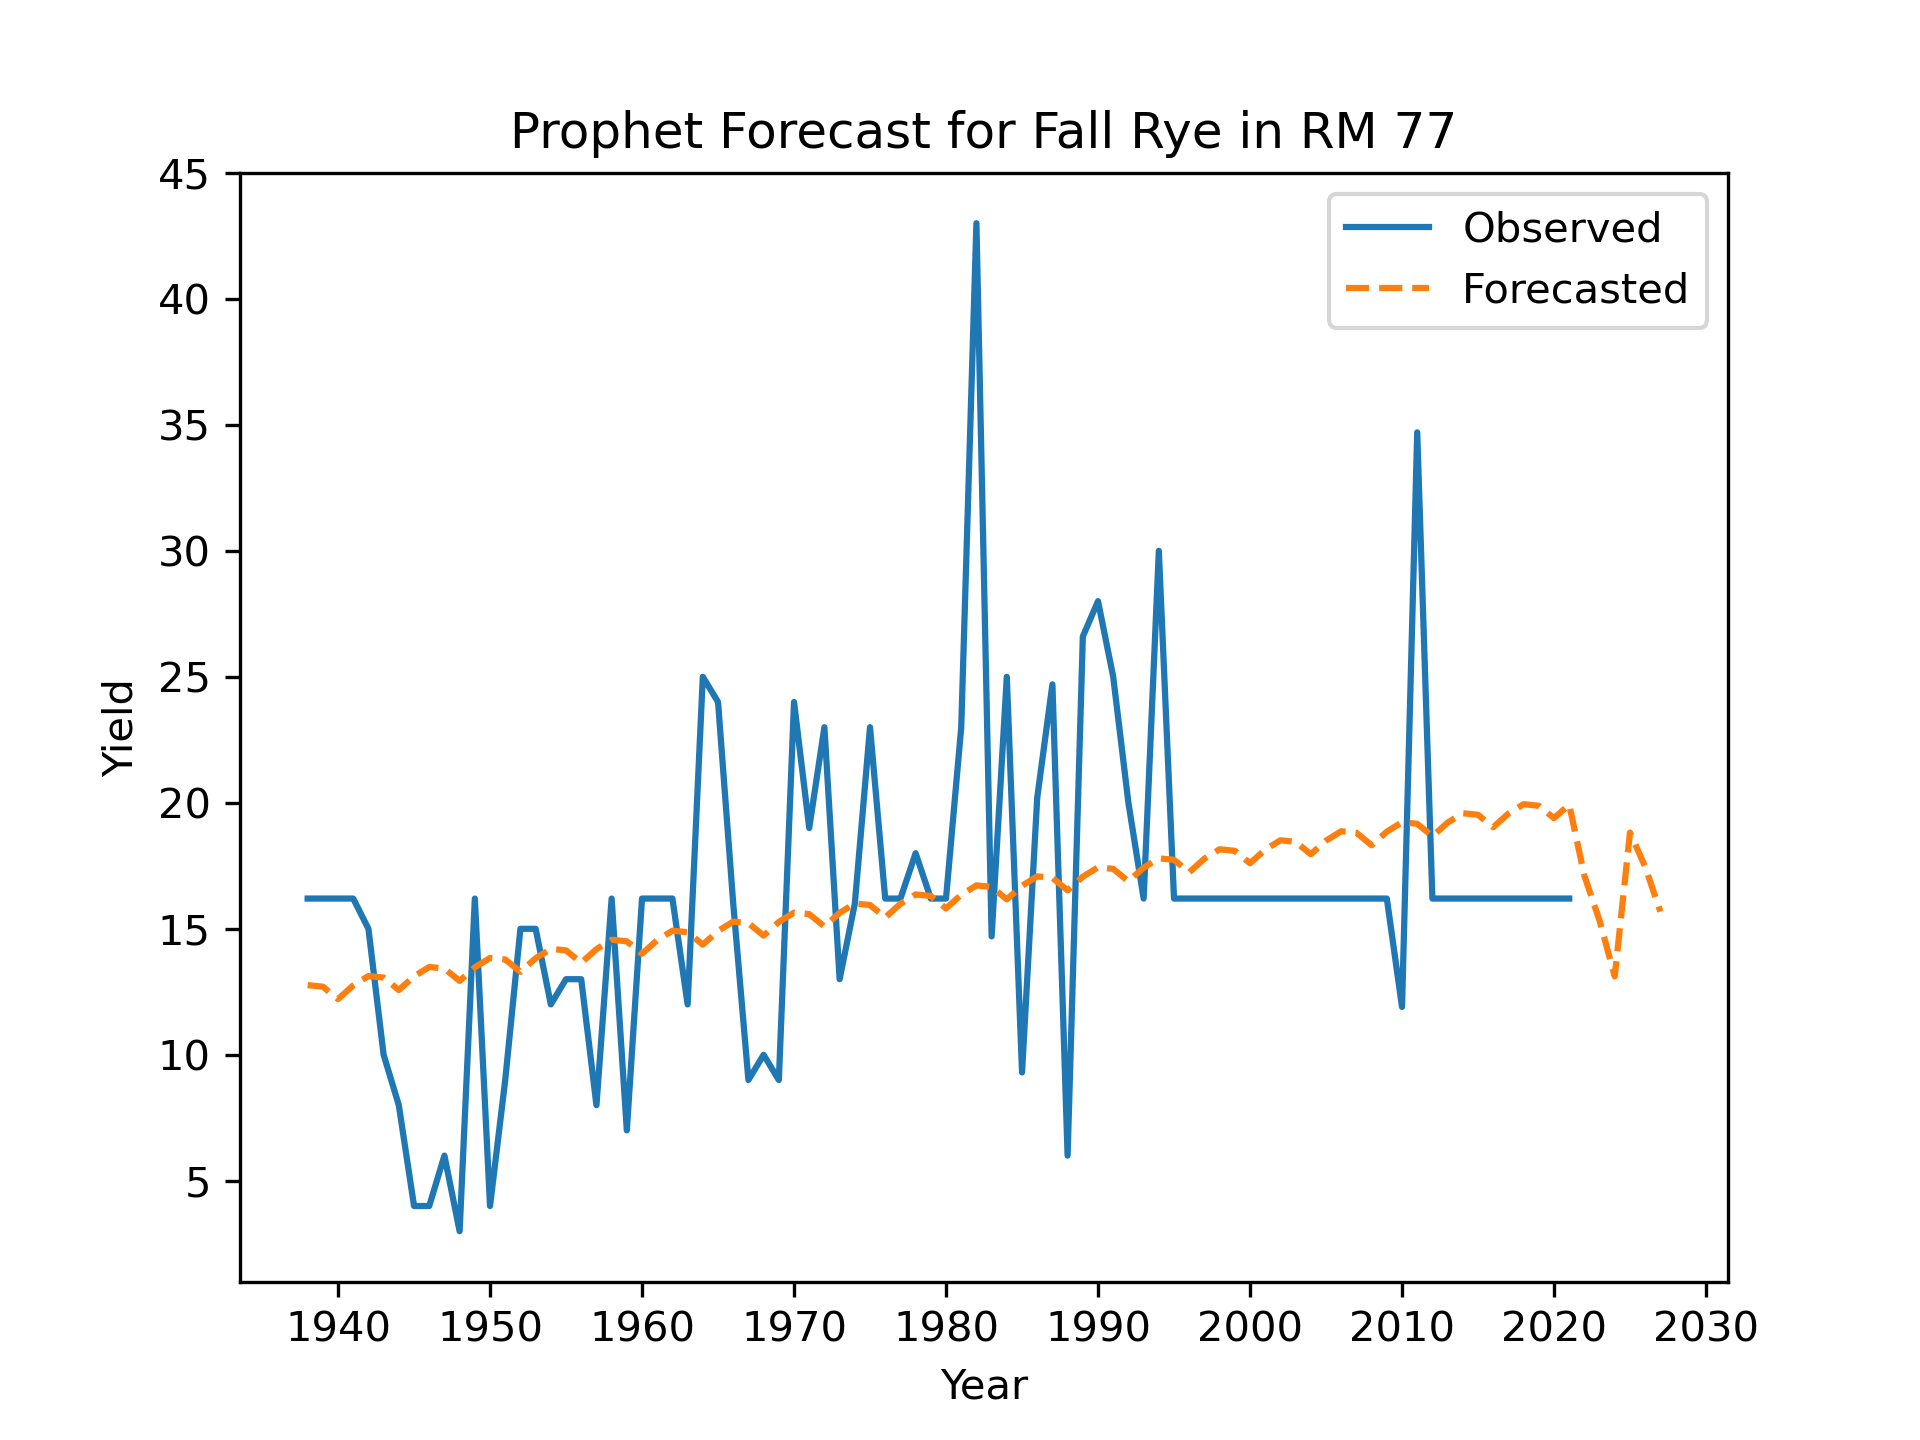 Prophet Forecast for Fall Rye in RM 77
45
40
35
30
25
20
15
10
5
Yield
Observed
Forecasted
1940 1950 1960 1970 1980 1990 2000 2010 2020 2030
Year